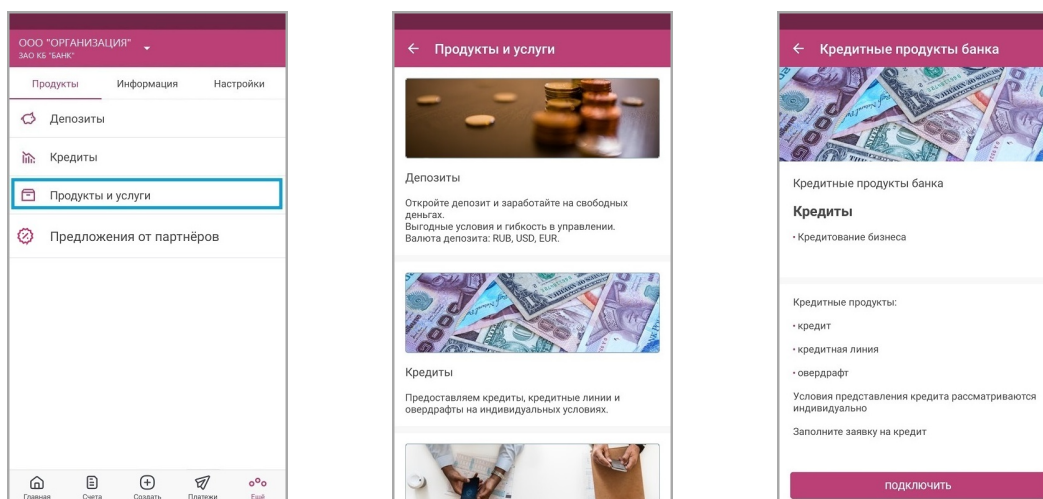 ООО "ОРГАНИЗАЦИЯ"
ЗАО КБ "БАНК"
Продукты
Информация
Настройки
Депозиты
Кредиты
Продукты и услуги
Предложения от партнёров
Главная
Счета
Создать
Платежи
Ещё
Продукты и услуги
Депозиты
Откройте депозит и заработайте на свободных
деньгах.
Выгодные условия и гибкость в управлении.
Валюта депозита: RUB, USD, EUR.
Кредиты
Предоставляем кредиты, кредитные линии и
овердрафты на индивидуальных условиях.
Кредитные продукты банка
Кредитные продукты банка
Кредиты
• Кредитование бизнеса
Кредитные продукты:
• кредит
• кредитная линия
• овердрафт
Условия представления кредита рассматриваются
индивидуально
Заполните заявку на кредит
ПОДКЛЮЧИТЬ